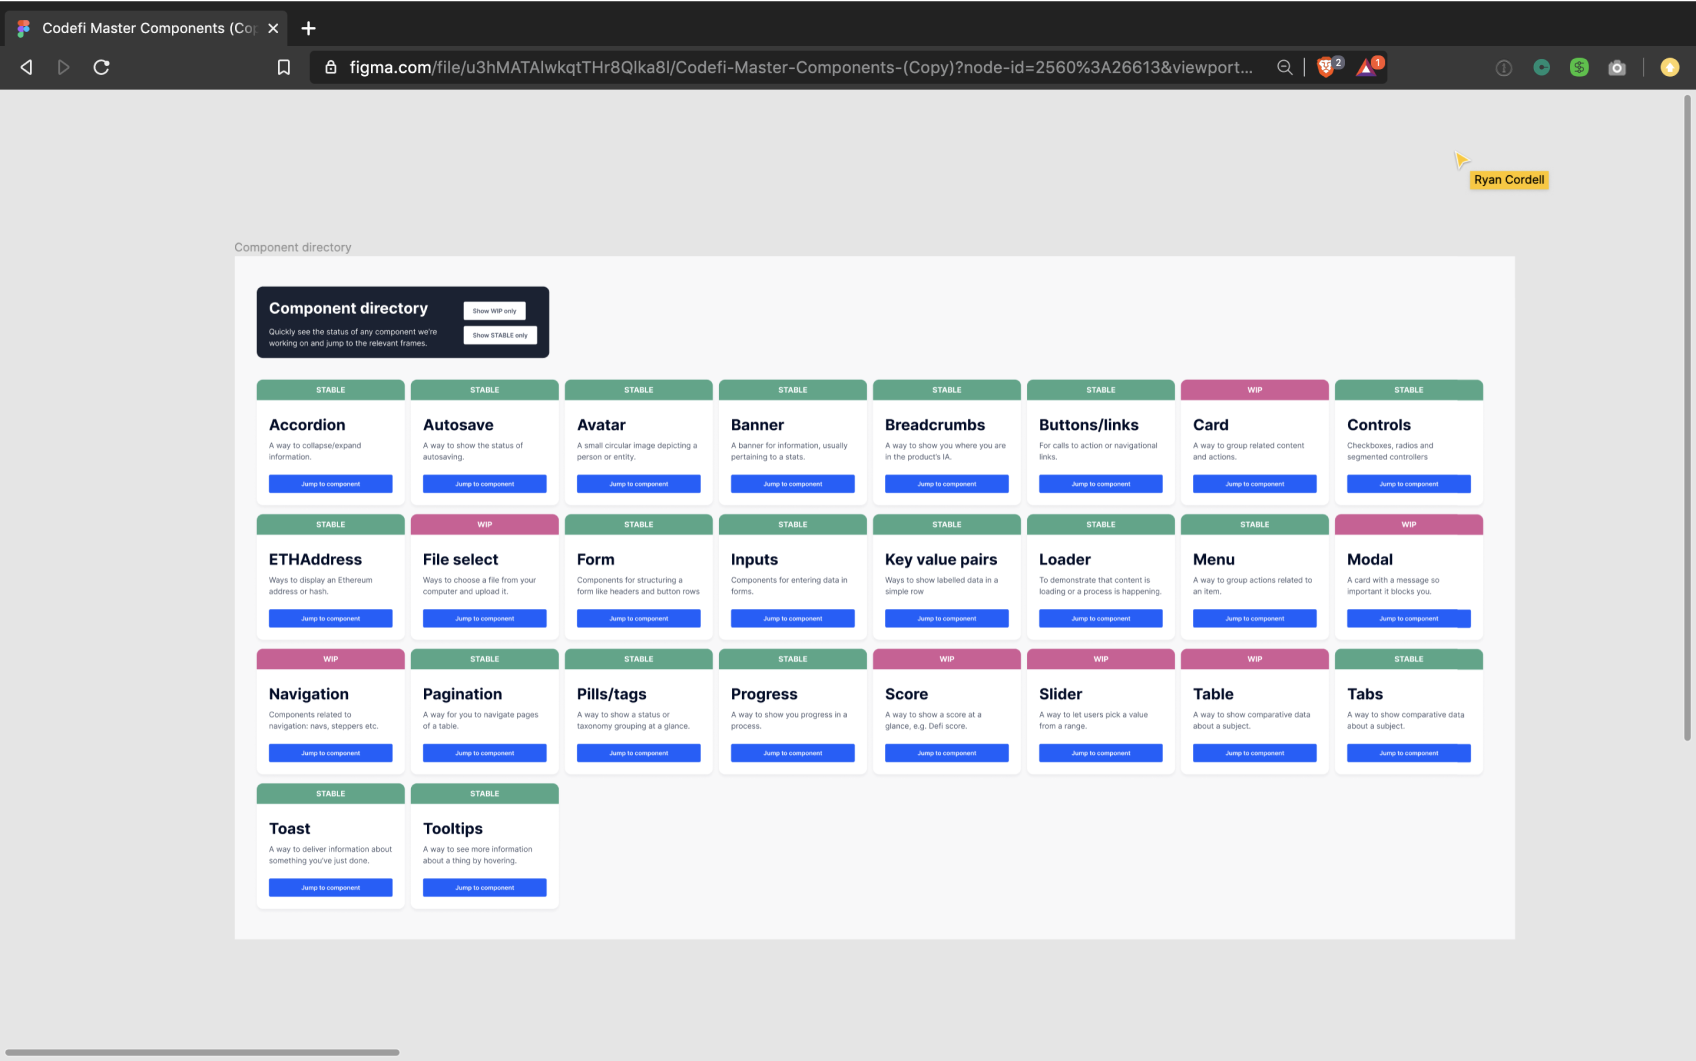 Codefi Master Components (Cop
figma.com/file/u3hMATAlwkqtTHr8Qlka8l/Codefi-Master-Components-(Copy)?node-id=2560%3A26613&viewport...
2
1
Ryan Cordell
Component directory
Component directory
Show WIP only
Quickly see the status of any component we're
working on and jump to the relevant frames.
Show STABLE only
STABLE
Accordion
A way to collapse/expand
information.
Jump to component
STABLE
Autosave
A way to show the status of
autosaving.
Jump to component
STABLE
Avatar
A small circular image depicting a
person or entity.
Jump to component
STABLE
Banner
A banner for information, usually
pertaining to a stats.
Jump to component
STABLE
Breadcrumbs
A way to show you where you are
in the product's IA.
Jump to component
STABLE
Buttons/links
For calls to action or navigational
links.
Jump to component
WIP
Card
A way to group related content
and actions.
Jump to component
STABLE
Controls
Checkboxes, radios and
segmented controllers
Jump to component
STABLE
ETHAddress
Ways to display an Ethereum
address or hash.
Jump to component
WIP
File select
Ways to choose a file from your
computer and upload it.
Jump to component
STABLE
Form
Components for structuring a
form like headers and button rows
Jump to component
STABLE
Inputs
Components for entering data in
forms.
Jump to component
STABLE
Key value pairs
Ways to show labelled data in a
simple row
Jump to component
STABLE
Loader
To demonstrate that content is
loading or a process is happening.
Jump to component
STABLE
Menu
A way to group actions related to
an item.
Jump to component
WIP
Modal
A card with a message so
important it blocks you.
Jump to component
WIP
Navigation
Components related to
navigation: navs, steppers etc.
Jump to component
STABLE
Pagination
A way for you to navigate pages
of a table.
Jump to component
STABLE
Pills/tags
A way to show a status or
taxonomy grouping at a glance.
Jump to component
STABLE
Progress
A way to show you progress in a
process.
Jump to component
WIP
Score
A way to show a score at a
glance, e.g. Defi score.
Jump to component
WIP
Slider
A way to let users pick a value
from a range.
Jump to component
WIP
Table
A way to show comparative data
about a subject.
Jump to component
STABLE
Tabs
A way to show comparative data
about a subject.
Jump to component
STABLE
Toast
A way to deliver information about
something you've just done.
Jump to component
STABLE
Tooltips
A way to see more information
about a thing by hovering.
Jump to component